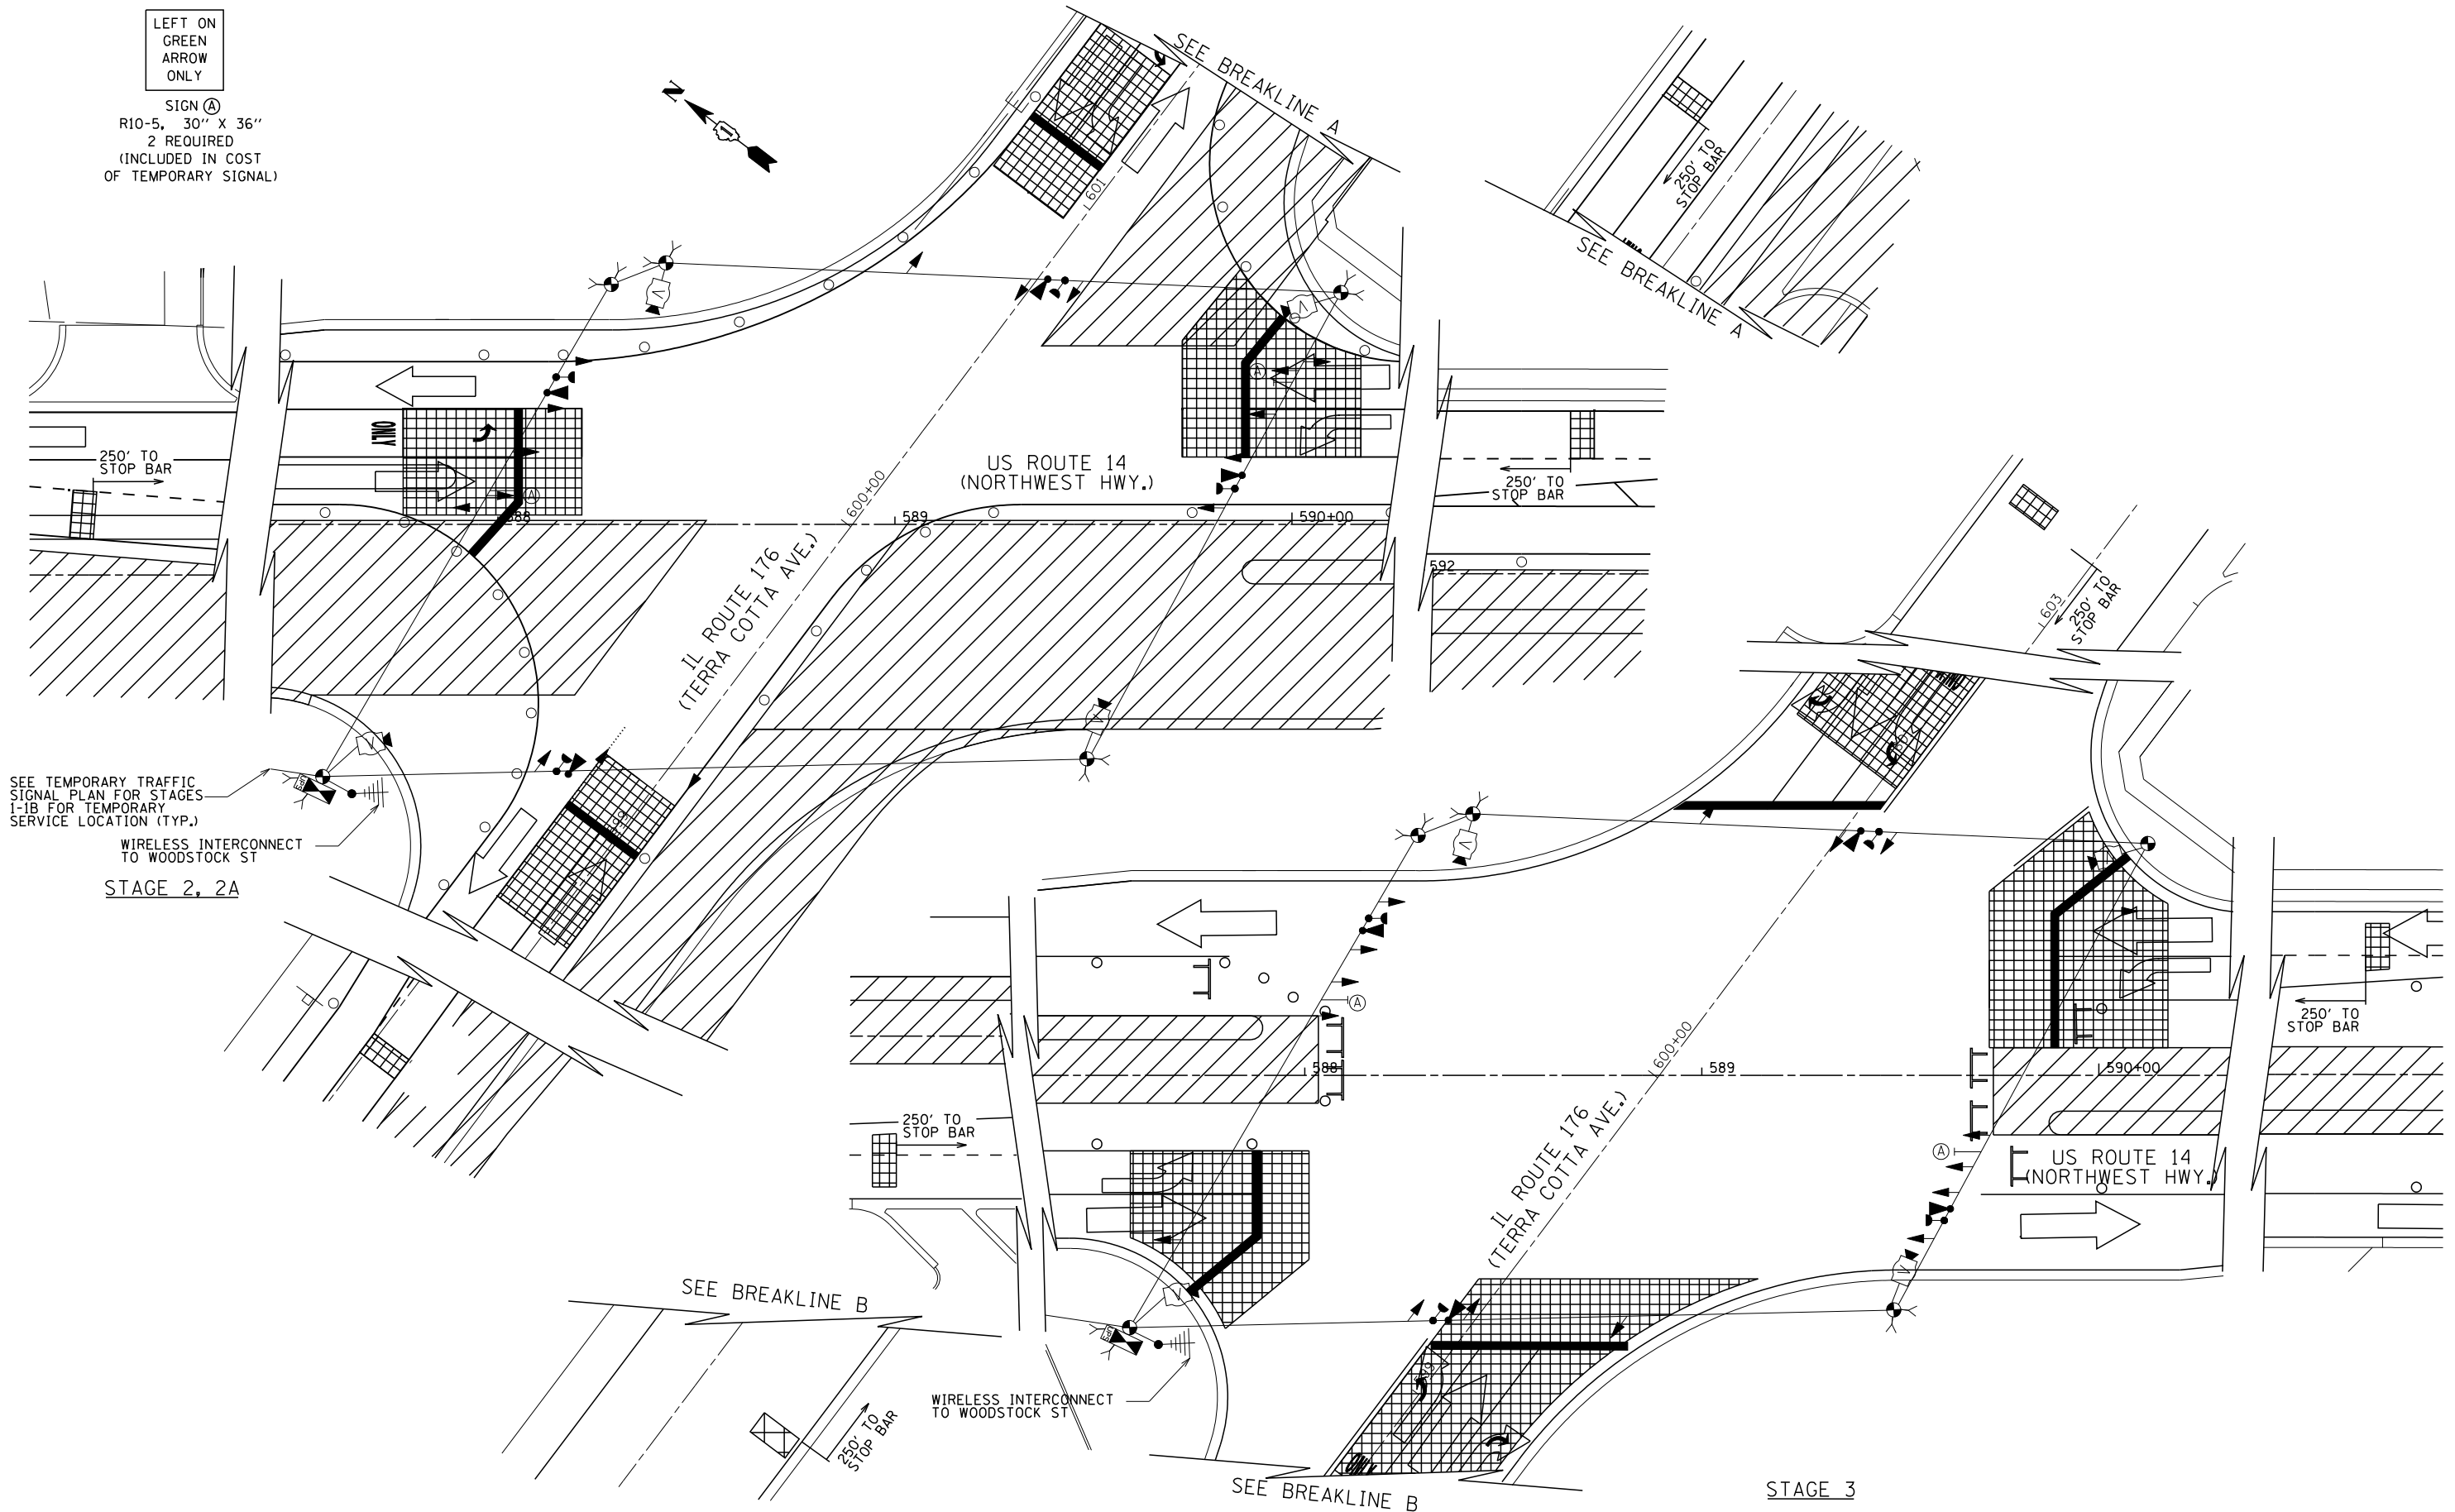 LEFT ON
GREEN
ARROW
ONLY
SIGN Ⓐ
R10-5, 30" X 36"
2 REQUIRED
(INCLUDED IN COST
OF TEMPORARY SIGNAL)
N
1
SEE BREAKLINE A
601
250' TO
STOP BAR
SEE BREAKLINE A
ONLY
250' TO
STOP BAR
A
A
588
US ROUTE 14
(NORTHWEST HWY.)
600+00
589
590+00
592
250' TO
STOP BAR
IL ROUTE 176
(TERRA COTTA AVE.)
599
SEE TEMPORARY TRAFFIC
SIGNAL PLAN FOR STAGES
1-1B FOR TEMPORARY
SERVICE LOCATION (TYP.)
WIRELESS INTERCONNECT
TO WOODSTOCK ST
STAGE 2, 2A
603
250' TO
STOP BAR
602
A
588
600+00
589
590+00
250' TO
STOP BAR
250' TO
STOP BAR
A
US ROUTE 14
(NORTHWEST HWY.)
IL ROUTE 176
(TERRA COTTA AVE.)
SEE BREAKLINE B
250' TO
STOP BAR
WIRELESS INTERCONNECT
TO WOODSTOCK ST
599
ONLY
SEE BREAKLINE B
STAGE 3